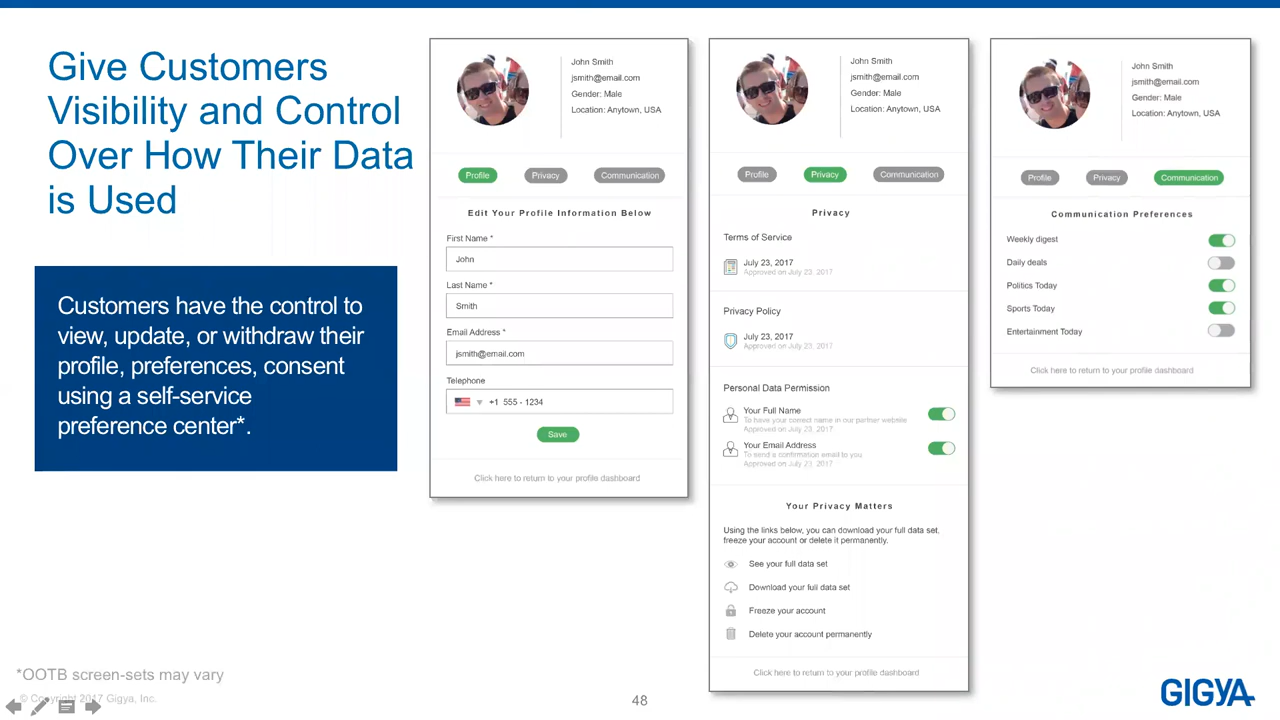 Give Customers
Visibility and Control
Over How Their Data
is Used
Customers have the control to
view, update, or withdraw their
profile, preferences, consent
using a self-service
preference center*.
John Smith
jsmith@email.com
Gender: Male
Location: Anytown, USA
Profile
Privacy
Communication
Edit Your Profile Information Below
First Name *
John
Last Name *
Smith
Email Address *
jsmith@email.com
Telephone
+1 555 - 1234
Save
Click here to return to your profile dashboard
John Smith
jsmith@email.com
Gender: Male
Location: Anytown, USA
Profile
Privacy
Communication
Privacy
Terms of Service
July 23, 2017
Approved on July 23, 2017
Privacy Policy
July 23, 2017
Approved on July 23, 2017
Personal Data Permission
Your Full Name
To have your correct name in our partner website
Approved on July 23, 2017
Your Email Address
To send a confirmation email to you
Approved on July 23, 2017
Your Privacy Matters
Using the links below, you can download your full data set,
freeze your account or delete it permanently.
See your full data set
Download your full data set
Freeze your account
Delete your account permanently
Click here to return to your profile dashboard
John Smith
jsmith@email.com
Gender: Male
Location: Anytown, USA
Profile
Privacy
Communication
Communication Preferences
Weekly digest
Daily deals
Politics Today
Sports Today
Entertainment Today
Click here to return to your profile dashboard
*OOTB screen-sets may vary
© Copyright 2017 Gigya, Inc.
48
GIGYA